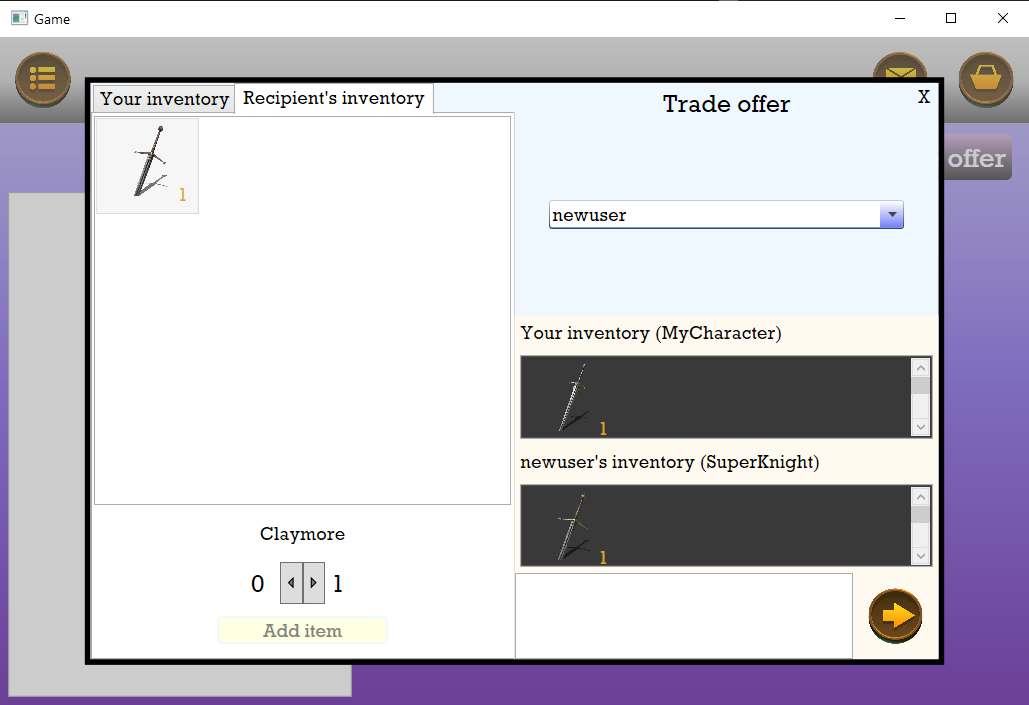 Game
Your inventory
Recipient's inventory
Trade offer
X
1
offer
newuser
Your inventory (MyCharacter)
1
newuser's inventory (SuperKnight)
1
Claymore
0
1
Add item